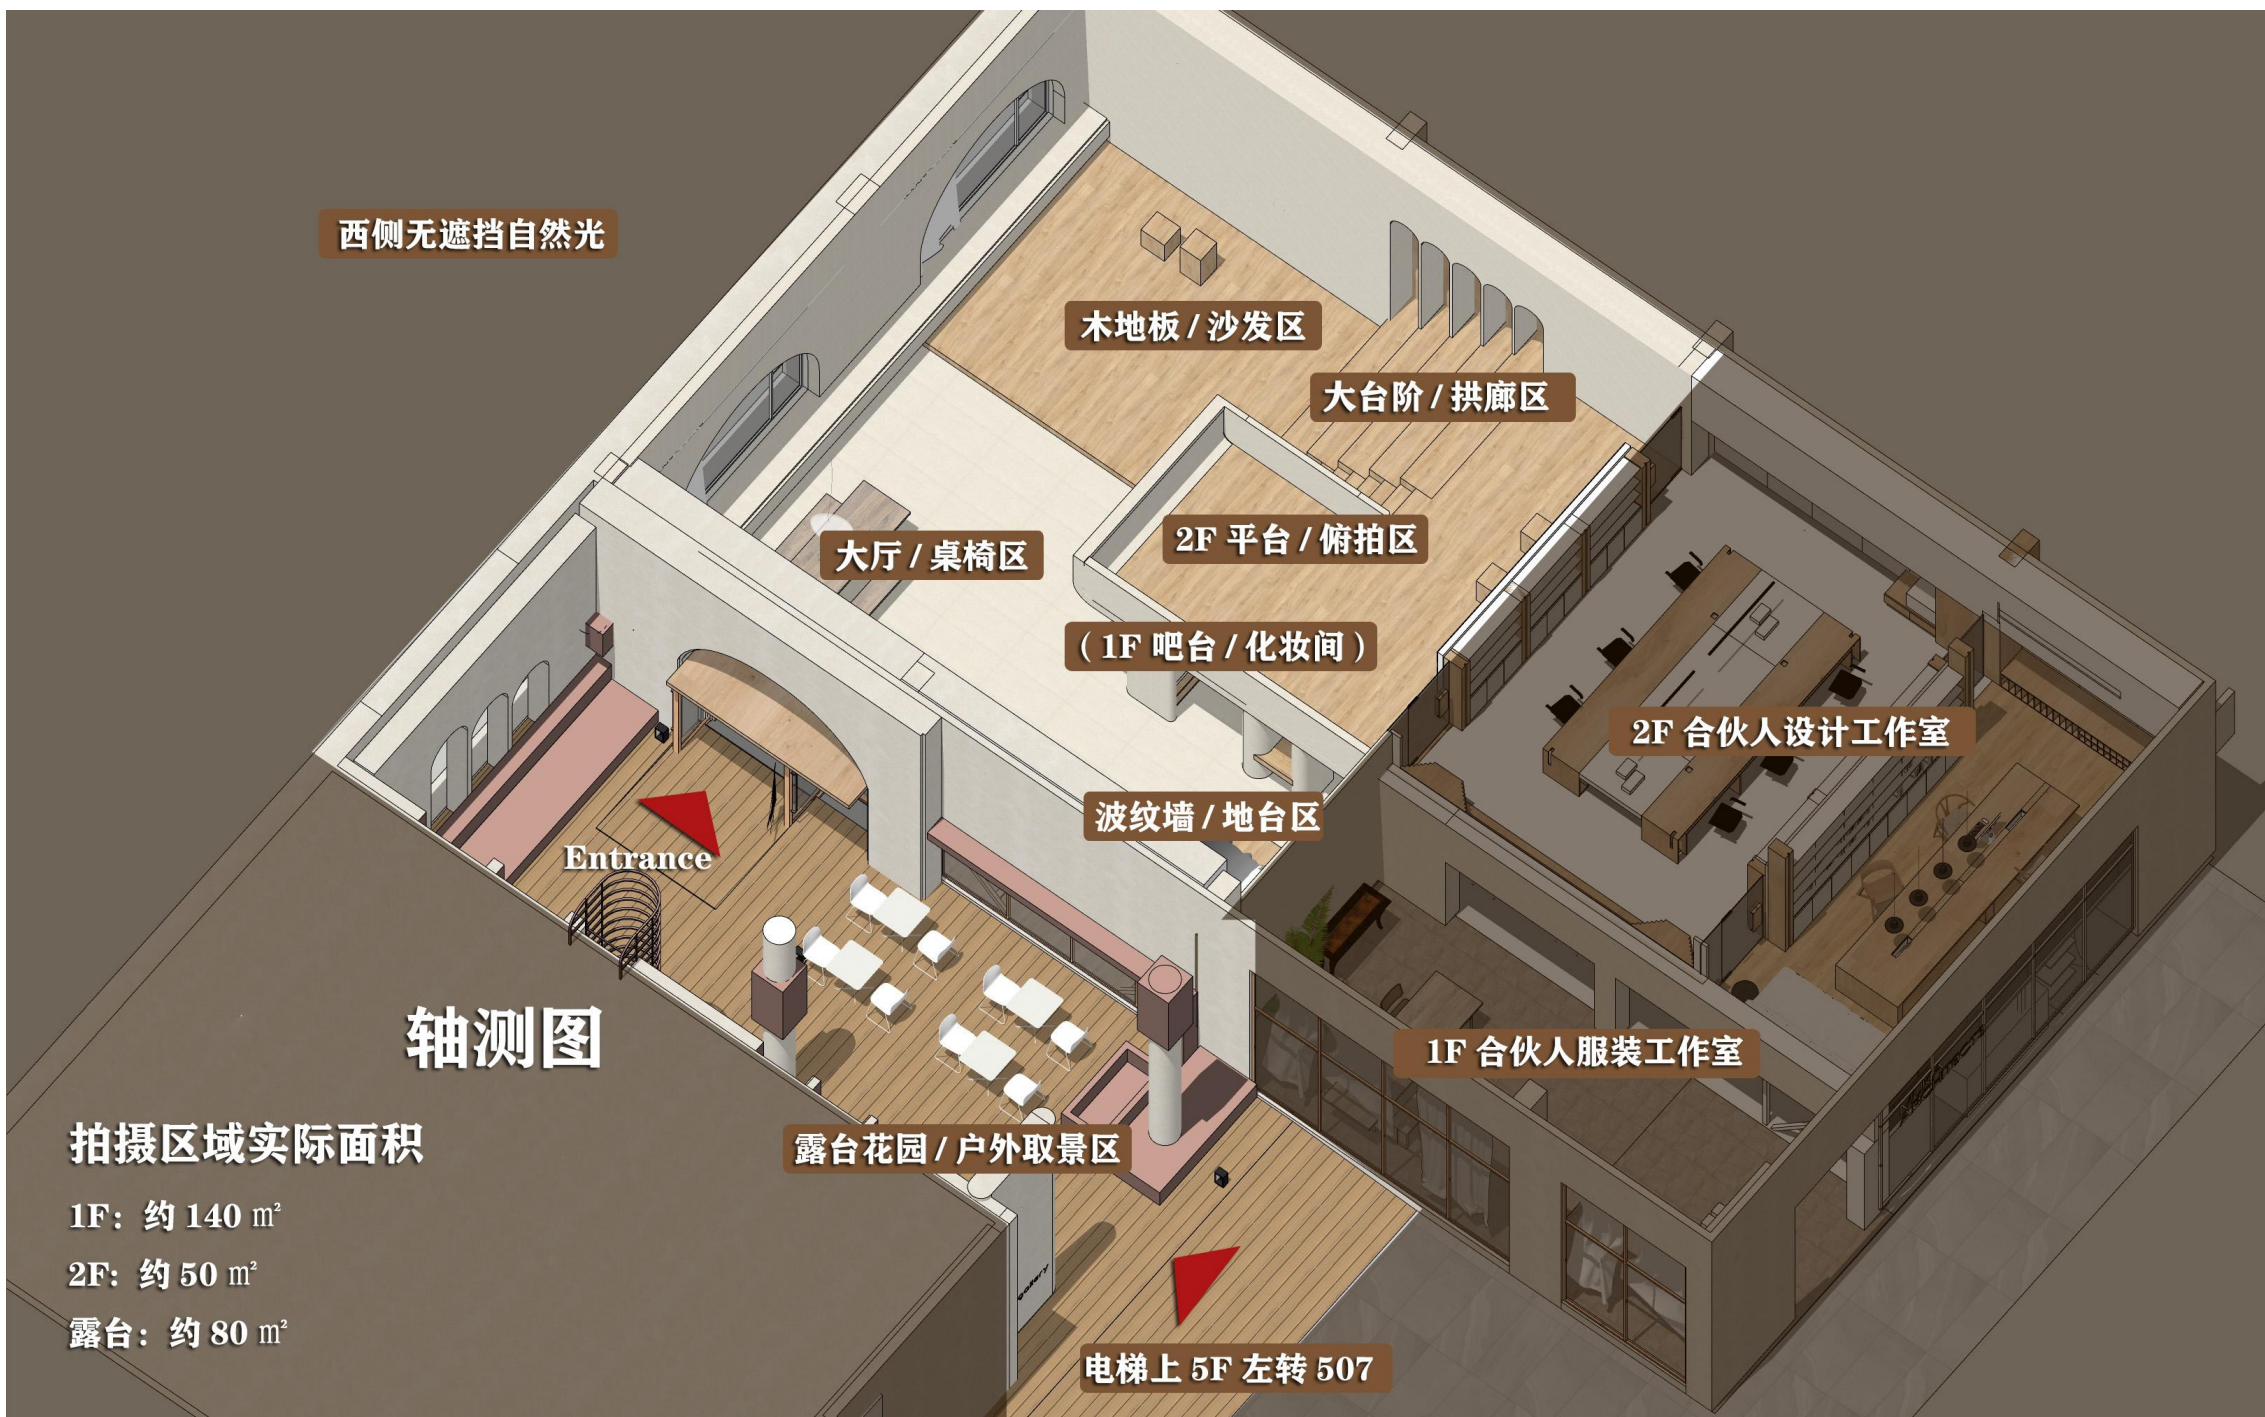 西侧无遮挡自然光
木地板 / 沙发区
大台阶 / 拱廊区
2F 平台 / 俯拍区
大厅 / 桌椅区
（1F 吧台 / 化妆间）
2F 合伙人设计工作室
波纹墙 / 地台区
Entrance
轴测图
1F 合伙人服装工作室
拍摄区域实际面积
露台花园 / 户外取景区
1F：约 140 ㎡
2F：约 50 ㎡
露台：约 80 ㎡
gallery
电梯上 5F 左转 507